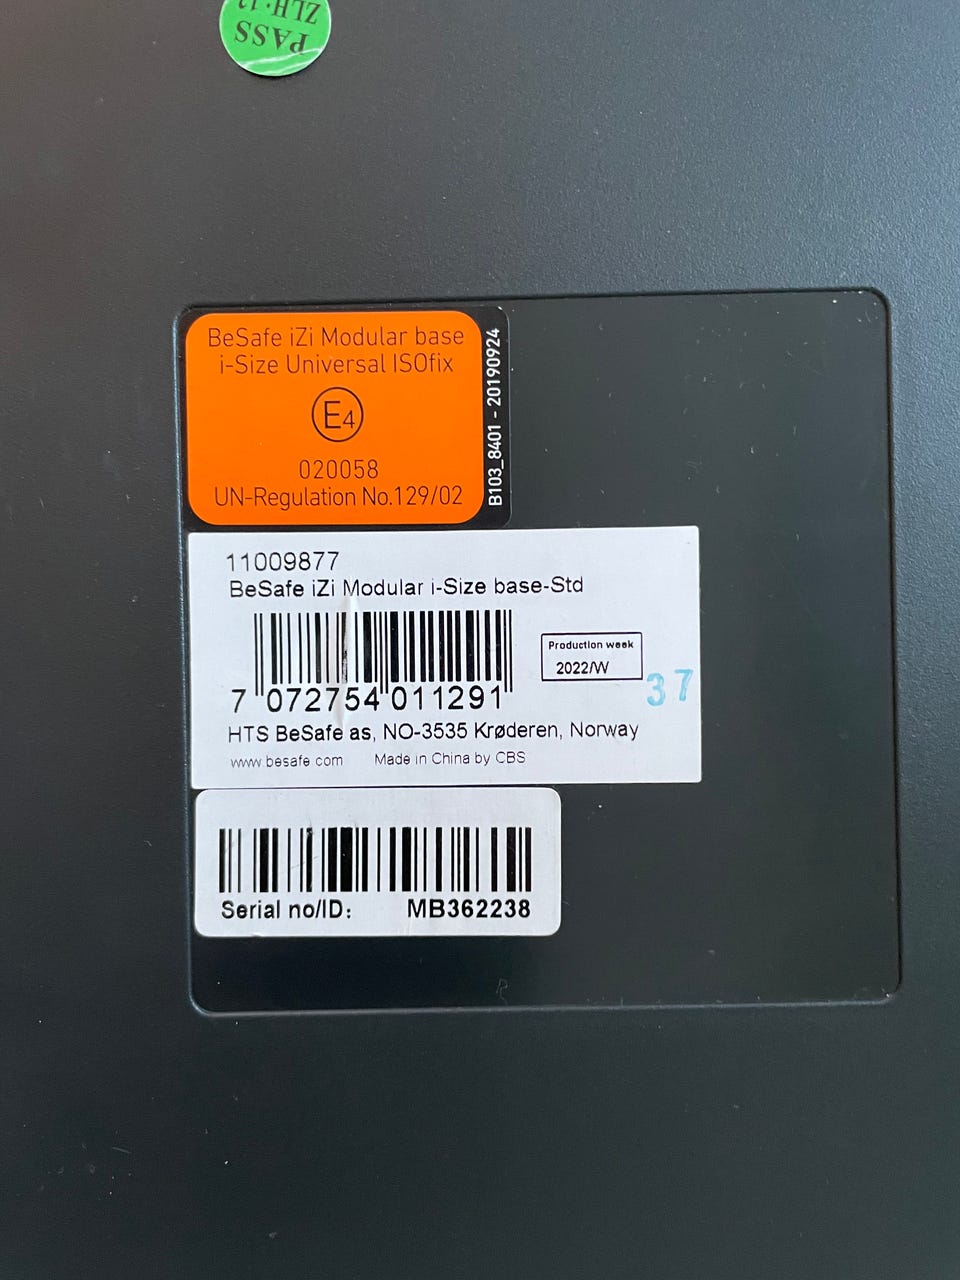 PASS
ZLH·12
BeSafe iZi Modular base
i-Size Universal ISOfix
E4
020058
UN-Regulation No.129/02
B103_8401 - 20190924
11009877
BeSafe iZi Modular i-Size base-Std
7 072754 011291
Production week
2022/W
37
HTS BeSafe as, NO-3535 Krøderen, Norway
www.besafe.com Made in China by CBS
Serial no/ID: MB362238